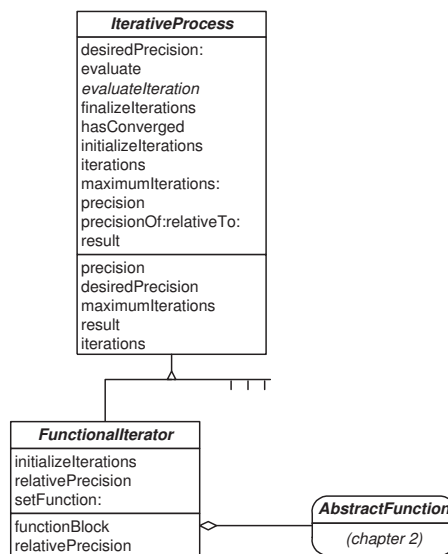 IterativeProcess
desiredPrecision:
evaluate
evaluateIteration
finalizeIterations
hasConverged
initializeIterations
iterations
maximumIterations:
precision
precisionOf:relativeTo:
result
precision
desiredPrecision
maximumIterations
result
iterations
FunctionalIterator
initializeIterations
relativePrecision
setFunction:
functionBlock
relativePrecision
AbstractFunction
(chapter 2)